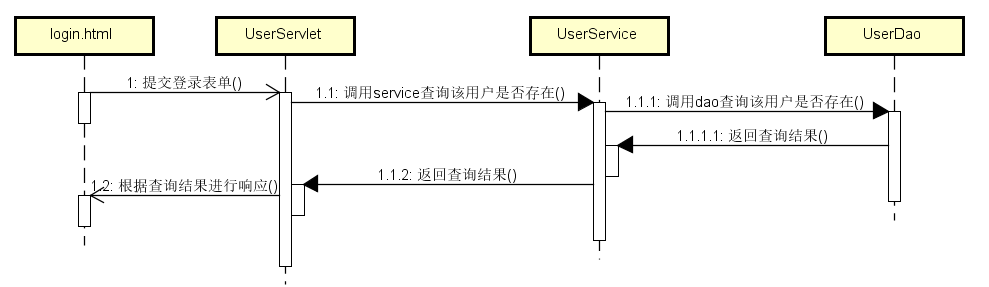 login.html
UserServlet
UserService
UserDao
1: 提交登录表单()
1.1: 调用service查询该用户是否存在()
1.1.1: 调用dao查询该用户是否存在()
1.1.1.1: 返回查询结果()
1.1.2: 返回查询结果()
1.2: 根据查询结果进行响应()